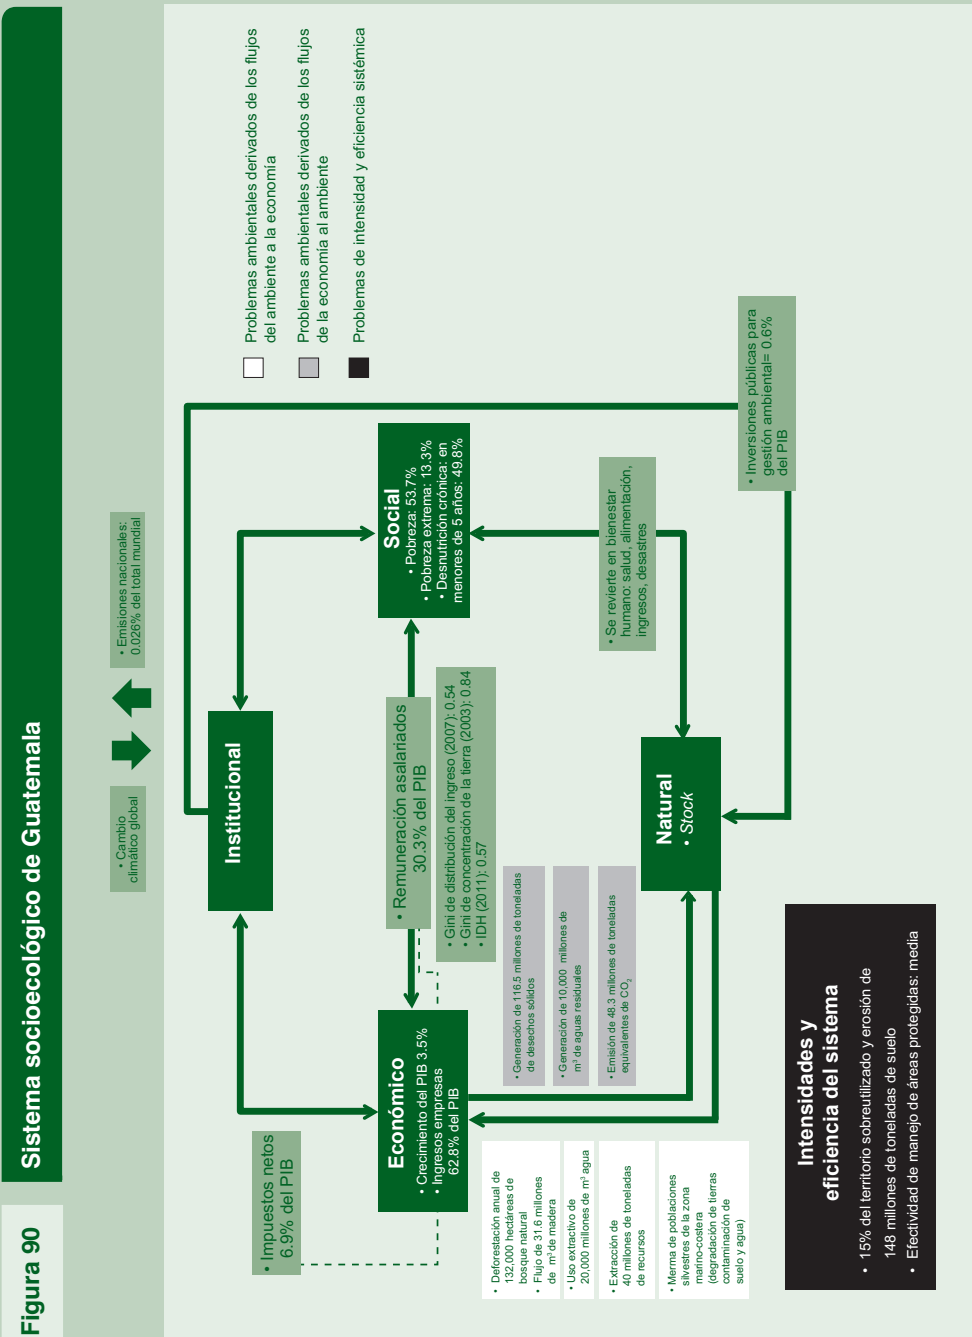 Figura 90
Sistema socioecológico de Guatemala
• Cambio
climático global
• Emisiones nacionales:
0.026% del total mundial
Institucional
• Impuestos netos
6.9% del PIB
Económico
• Crecimiento del PIB 3.5%
• Ingresos empresas
62.8% del PIB
• Remuneración asalariados
30.3% del PIB
• Gini de distribución del ingreso (2007): 0.54
• Gini de concentración de la tierra (2003): 0.84
• IDH (2011): 0.57
Social
• Pobreza: 53.7%
• Pobreza extrema: 13.3%
• Desnutrición crónica: en
menores de 5 años: 49.8%
Problemas ambientales derivados de los flujos
del ambiente a la economía
Problemas ambientales derivados de los flujos
de la economía al ambiente
Problemas de intensidad y eficiencia sistémica
• Deforestación anual de
132,000 hectáreas de
bosque natural
• Flujo de 31.6 millones
de m³ de madera
• Uso extractivo de
20,000 millones de m³ agua
• Extracción de
40 millones de toneladas
de recursos
• Merma de poblaciones
silvestres de la zona
marino-costera
(degradación de tierras
contaminación de
suelo y agua)
• Generación de 116.5 millones de toneladas
de desechos sólidos
• Generación de 10,000 millones de
m³ de aguas residuales
• Emisión de 48.3 millones de toneladas
equivalentes de CO₂
• Se revierte en bienestar
humano: salud, alimentación,
ingresos, desastres
Natural
• Stock
• Inversiones públicas para
gestión ambiental= 0.6%
del PIB
Intensidades y
eficiencia del sistema
• 15% del territorio sobreutilizado y erosión de
148 millones de toneladas de suelo
• Efectividad de manejo de áreas protegidas: media